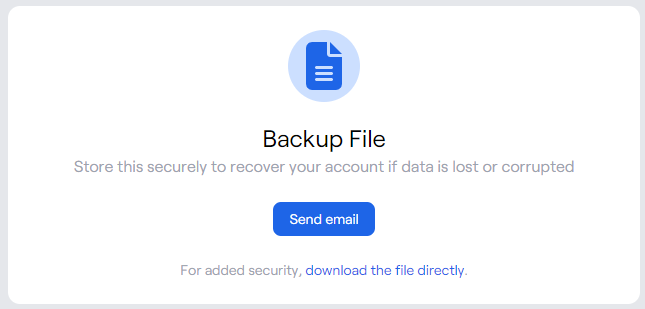 Backup File
Store this securely to recover your account if data is lost or corrupted
Send email
For added security, download the file directly.